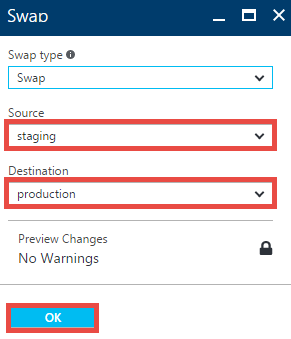 Swap
Swap type
Swap
Source
staging
Destination
production
Preview Changes
No Warnings
OK